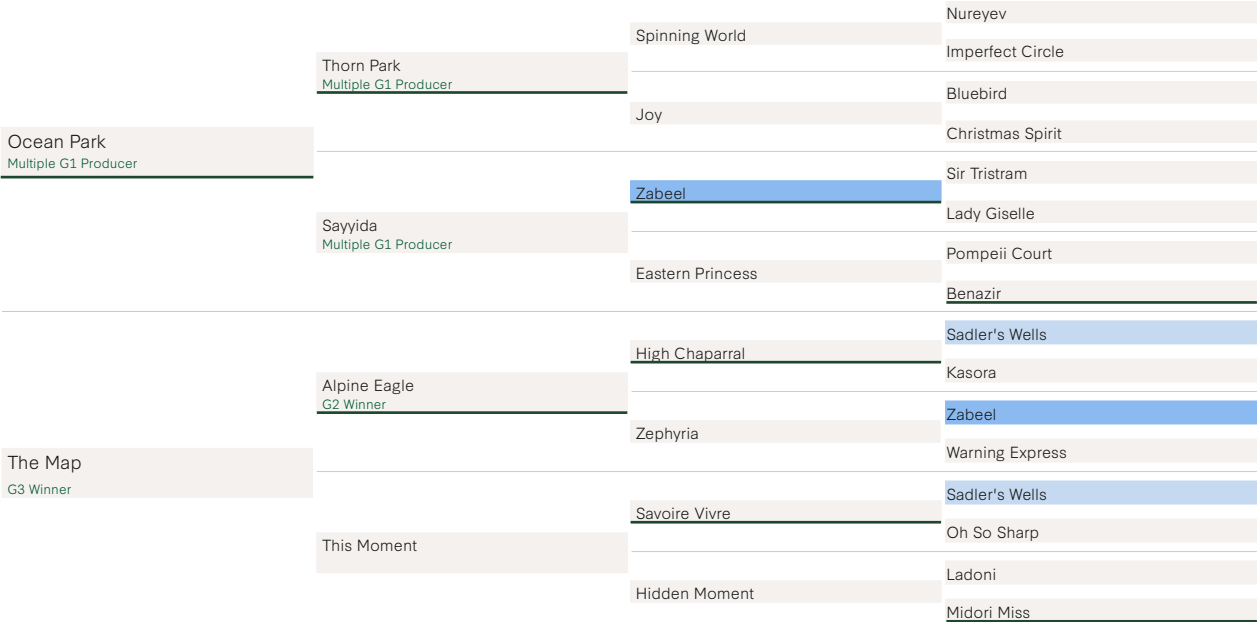 Ocean Park
Multiple G1 Producer
The Map
G3 Winner
Thorn Park
Multiple G1 Producer
Sayyida
Multiple G1 Producer
Alpine Eagle
G2 Winner
This Moment
Spinning World
Joy
Zabeel
Eastern Princess
High Chaparral
Zephyria
Savoire Vivre
Hidden Moment
Nureyev
Imperfect Circle
Bluebird
Christmas Spirit
Sir Tristram
Lady Giselle
Pompeii Court
Benazir
Sadler's Wells
Kasora
Zabeel
Warning Express
Sadler's Wells
Oh So Sharp
Ladoni
Midori Miss